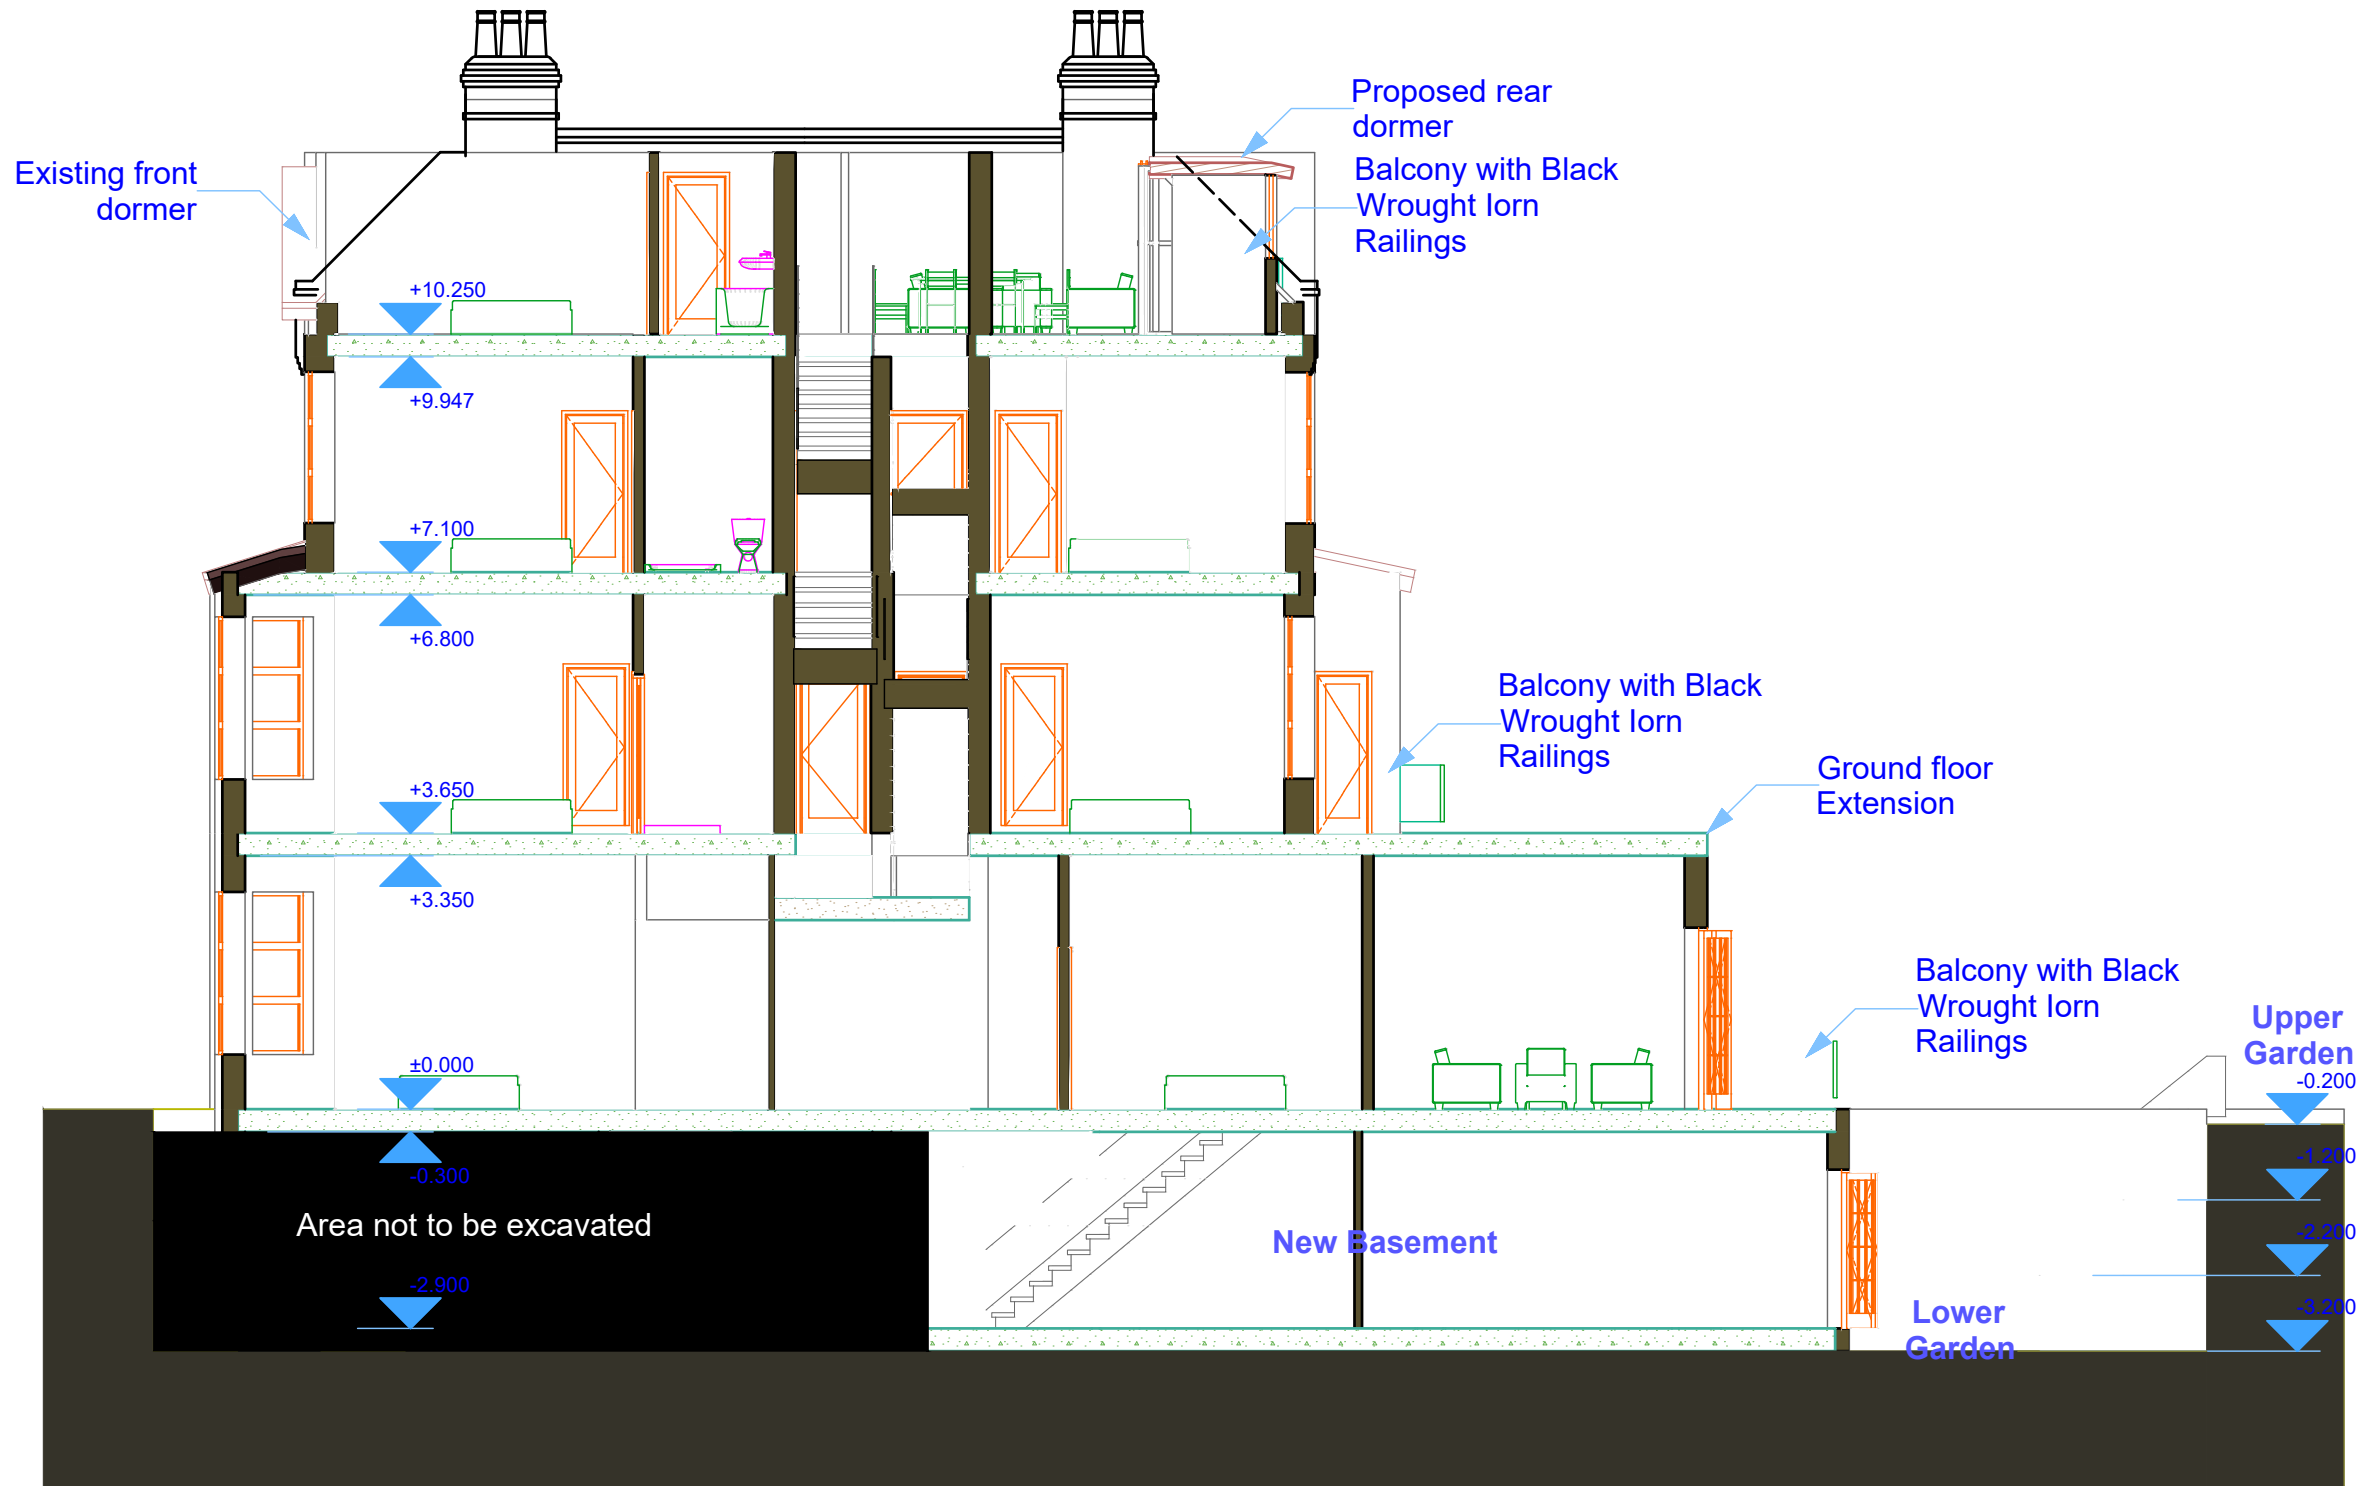 Proposed rear
dormer
Existing front
dormer
Balcony with Black
Wrought Iorn
Railings
+10.250
+9.947
+7.100
+6.800
Balcony with Black
Wrought Iorn
Railings
Ground floor
Extension
+3.650
+3.350
Balcony with Black
Wrought Iorn
Railings
Upper
Garden
±0.000
-0.200
-0.300
-1.200
Area not to be excavated
New Basement
-2.200
-2.900
Lower
Garden
-3.200